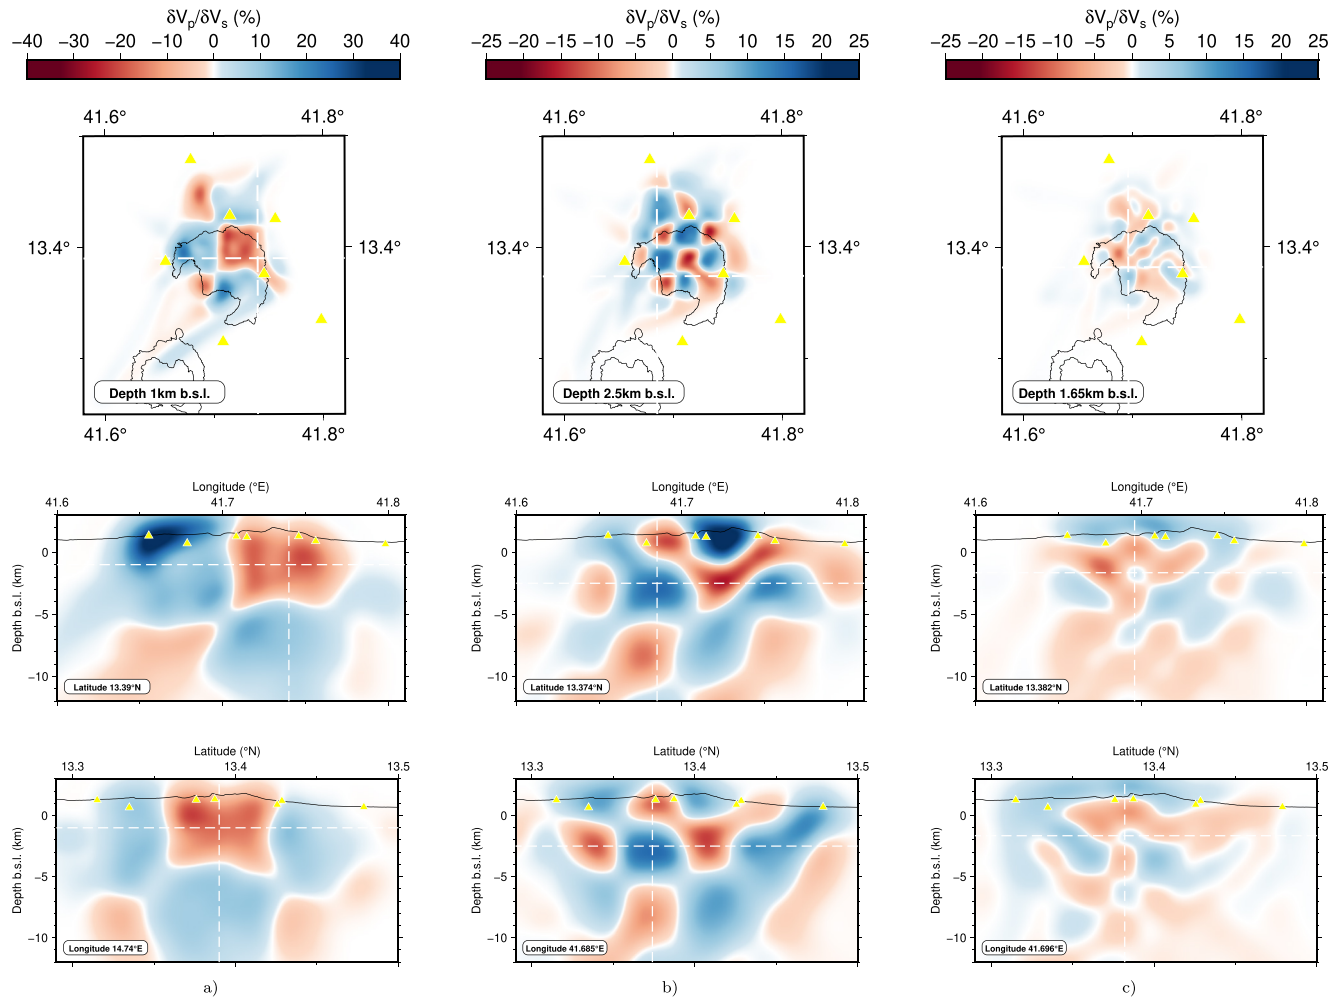 δVp/δVs (%)
−40 −30 −20 −10 0 10 20 30 40
41.6° 41.8°
13.4° 13.4°
Depth 1km b.s.l.
41.6° 41.8°
δVp/δVs (%)
−25 −20 −15 −10 −5 0 5 10 15 20 25
41.6° 41.8°
13.4° 13.4°
Depth 2.5km b.s.l.
41.6° 41.8°
δVp/δVs (%)
−25 −20 −15 −10 −5 0 5 10 15 20 25
41.6° 41.8°
13.4° 13.4°
Depth 1.65km b.s.l.
41.6° 41.8°
Longitude (°E)
41.6 41.7 41.8
Depth b.s.l. (km)
0
−5
−10
Latitude 13.39°N
Longitude (°E)
41.6 41.7 41.8
Depth b.s.l. (km)
0
−5
−10
Latitude 13.374°N
Longitude (°E)
41.6 41.7 41.8
Depth b.s.l. (km)
0
−5
−10
Latitude 13.382°N
Latitude (°N)
13.3 13.4 13.5
Depth b.s.l. (km)
0
−5
−10
Longitude 14.74°E
Latitude (°N)
13.3 13.4 13.5
Depth b.s.l. (km)
0
−5
−10
Longitude 41.685°E
Latitude (°N)
13.3 13.4 13.5
Depth b.s.l. (km)
0
−5
−10
Longitude 41.696°E
a) b) c)